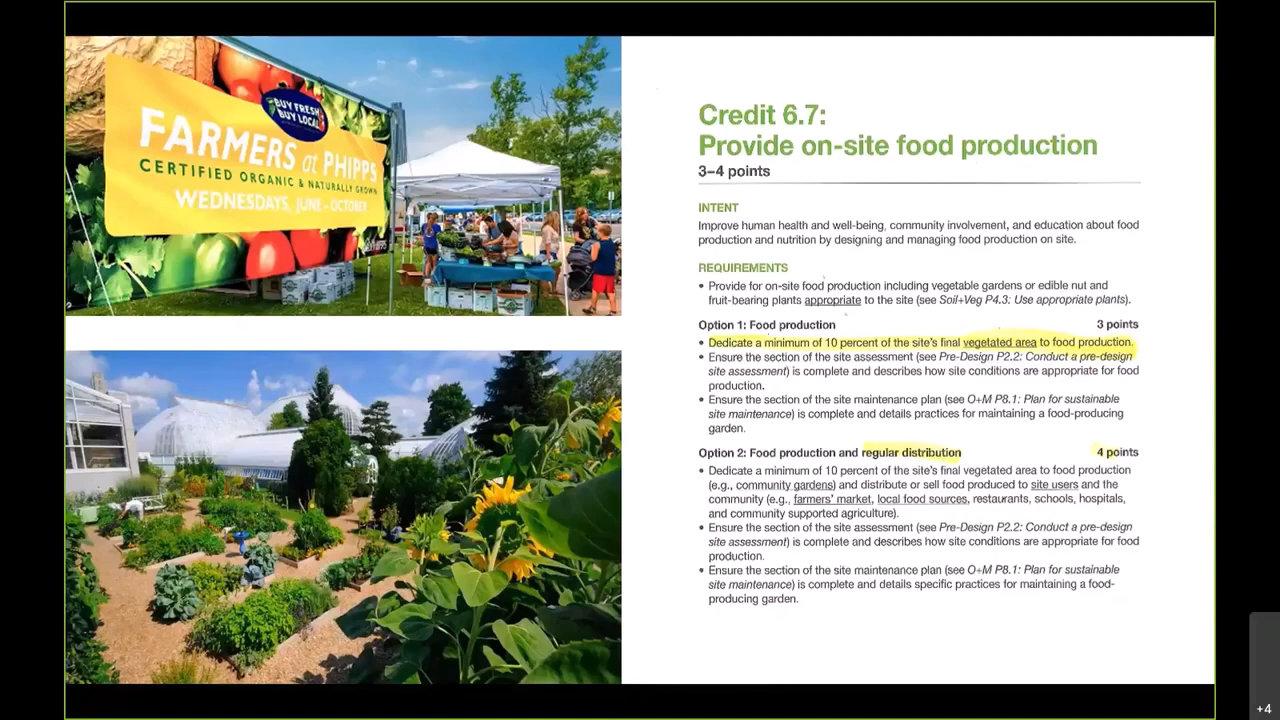 BUY FRESH
BUY LOCAL
FARMERS at PHIPPS
CERTIFIED ORGANIC & NATURALLY GROWN
WEDNESDAYS, JUNE - OCTOBER
Credit 6.7:
Provide on-site food production
3–4 points
INTENT
Improve human health and well-being, community involvement, and education about food
production and nutrition by designing and managing food production on site.
REQUIREMENTS
• Provide for on-site food production including vegetable gardens or edible nut and
fruit-bearing plants appropriate to the site (see Soil+Veg P4.3: Use appropriate plants).
Option 1: Food production 3 points
• Dedicate a minimum of 10 percent of the site's final vegetated area to food production.
• Ensure the section of the site assessment (see Pre-Design P2.2: Conduct a pre-design
site assessment) is complete and describes how site conditions are appropriate for food
production.
• Ensure the section of the site maintenance plan (see O+M P8.1: Plan for sustainable
site maintenance) is complete and details practices for maintaining a food-producing
garden.
Option 2: Food production and regular distribution 4 points
• Dedicate a minimum of 10 percent of the site's final vegetated area to food production
(e.g., community gardens) and distribute or sell food produced to site users and the
community (e.g., farmers' market, local food sources, restaurants, schools, hospitals,
and community supported agriculture).
• Ensure the section of the site assessment (see Pre-Design P2.2: Conduct a pre-design
site assessment) is complete and describes how site conditions are appropriate for food
production.
• Ensure the section of the site maintenance plan (see O+M P8.1: Plan for sustainable
site maintenance) is complete and details specific practices for maintaining a food-
producing garden.
+4